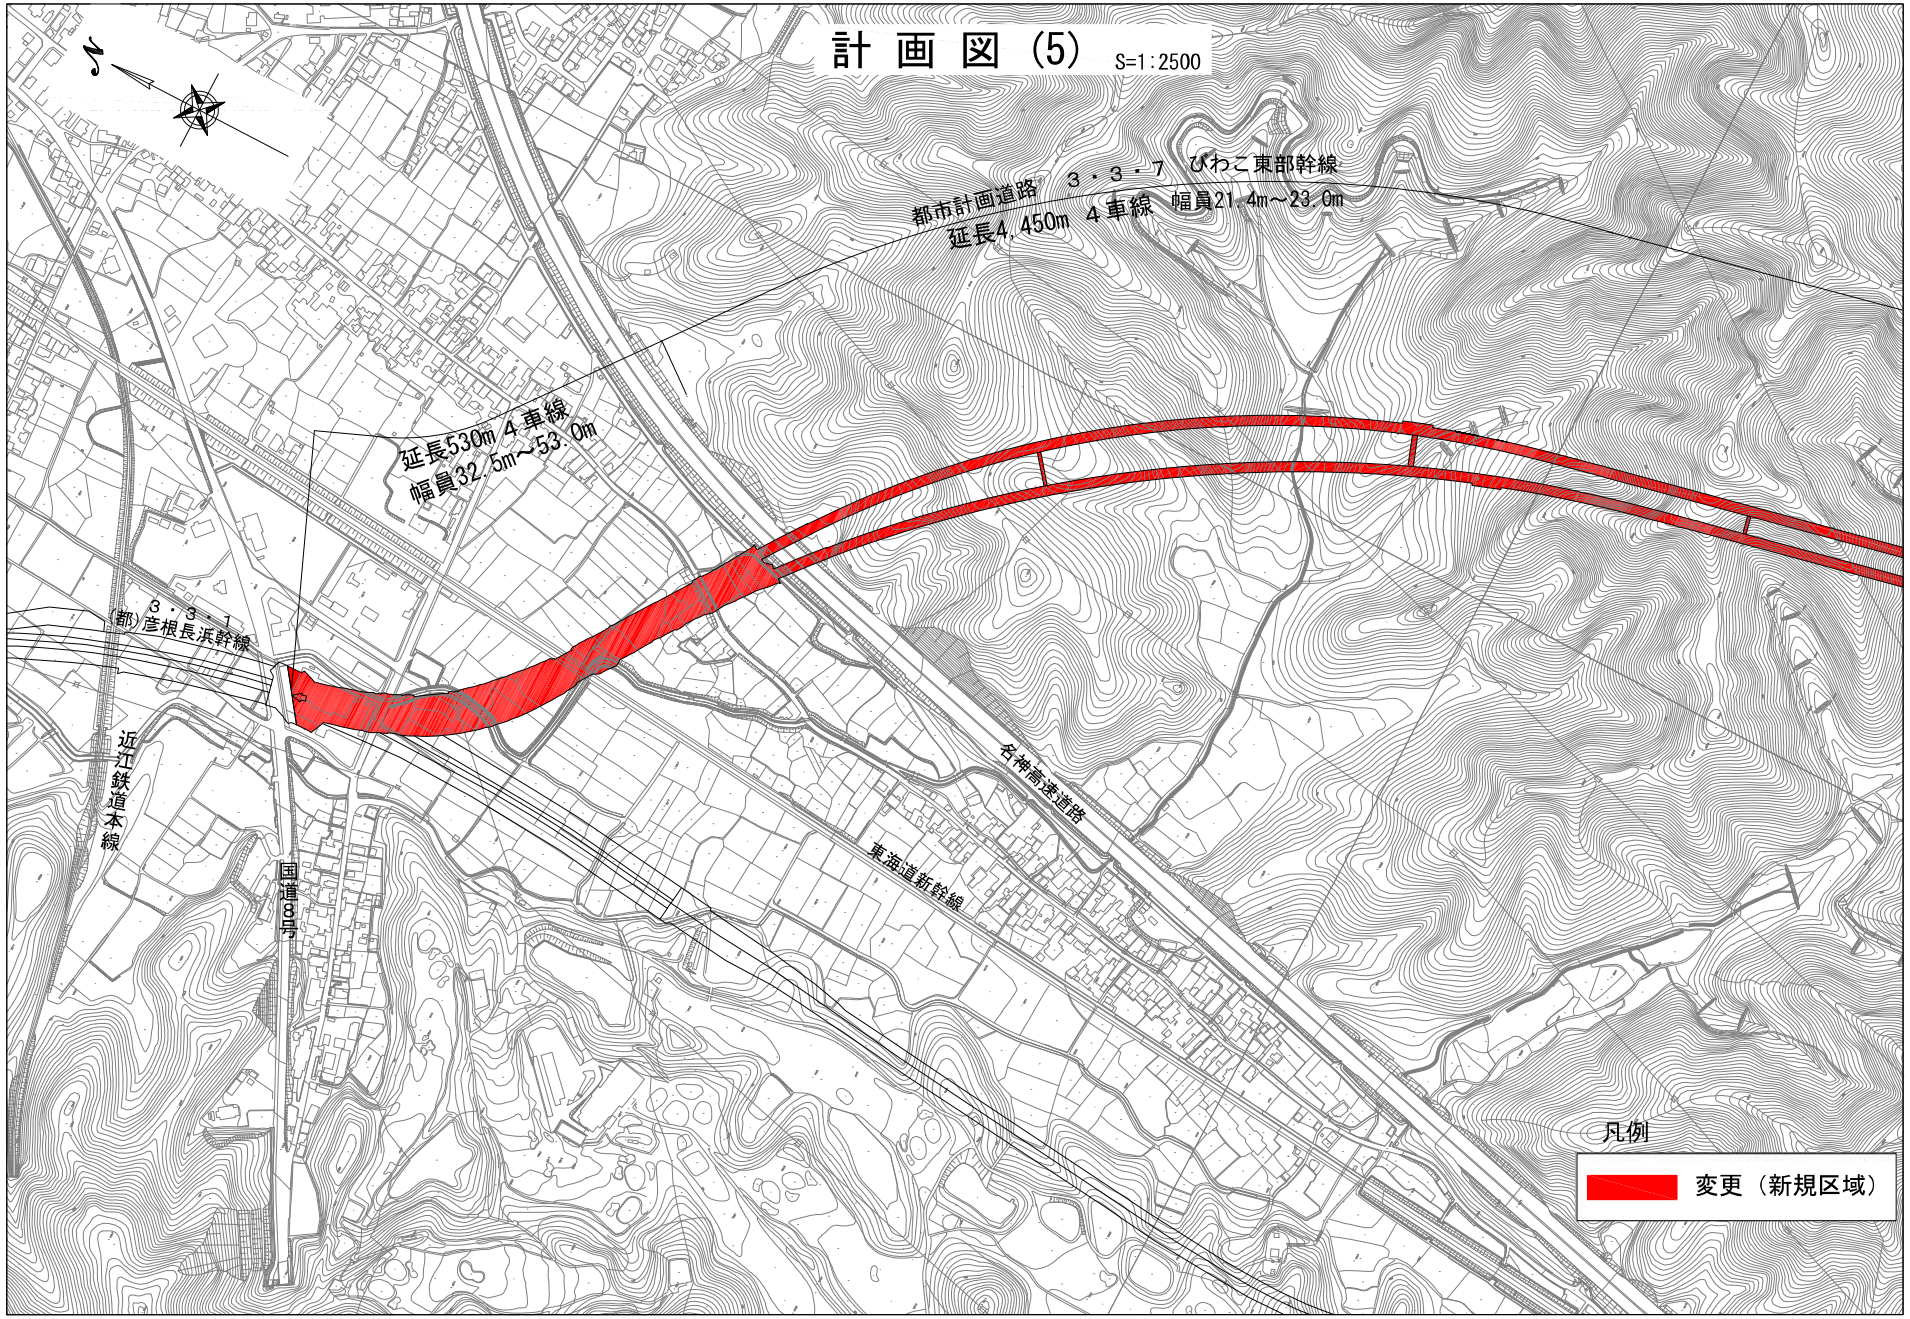 計画図 (5) S=1:2500
N
都市計画道路 3・3・7 びわこ東部幹線
延長4,450m 4車線 幅員21.4m～23.0m
延長530m 4車線
幅員32.5m～53.0m
3・3・1
(都)彦根長浜幹線
近江鉄道本線
国道8号
名神高速道路
東海道新幹線
凡例
変更（新規区域）